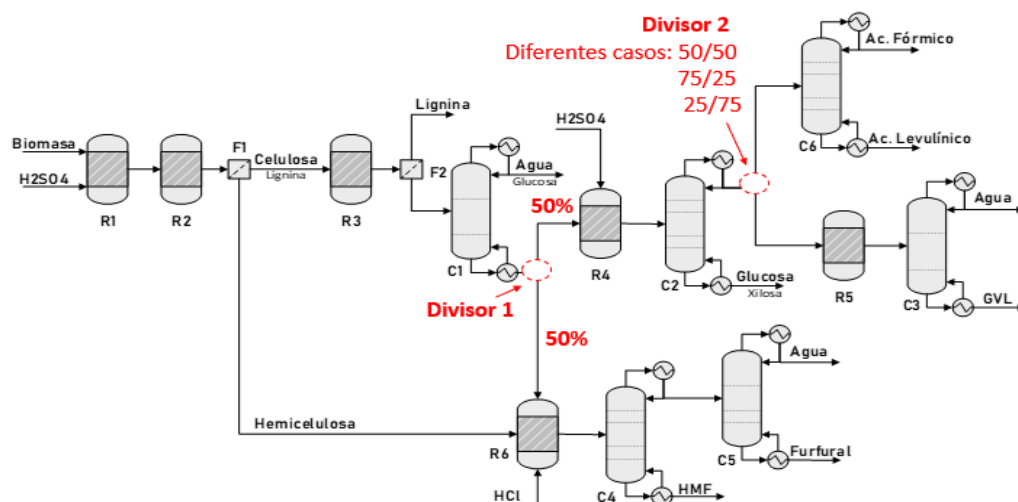 Divisor 2
Diferentes casos: 50/50
75/25
25/75
Ac. Fórmico
Ac. Levulínico
C6
Lignina
H2SO4
Biomasa
H2SO4
R1
R2
F1
Celulosa
Lignina
R3
F2
Agua
Glucosa
C1
50%
R4
C2
Glucosa
Xilosa
R5
Agua
C3
GVL
Divisor 1
50%
Hemicelulosa
R6
HCl
C4
HMF
Agua
C5
Furfural